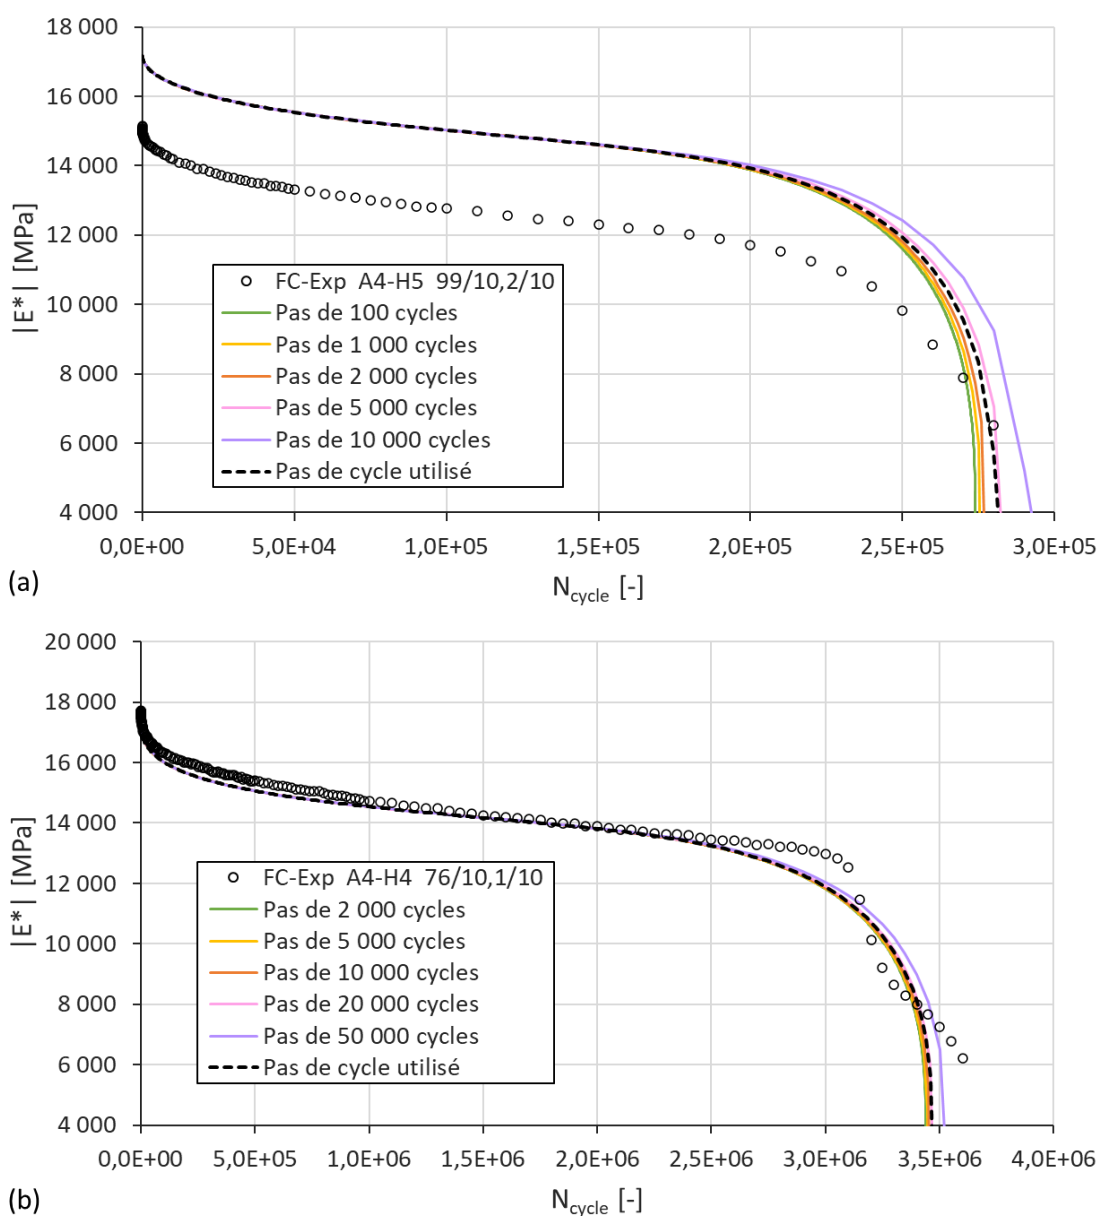 18 000
16 000
14 000
12 000
10 000
8 000
6 000
4 000
|E*| [MPa]
FC-Exp A4-H5 99/10,2/10
Pas de 100 cycles
Pas de 1 000 cycles
Pas de 2 000 cycles
Pas de 5 000 cycles
Pas de 10 000 cycles
Pas de cycle utilisé
0,0E+00 5,0E+04 1,0E+05 1,5E+05 2,0E+05 2,5E+05 3,0E+05
Ncycle [-]
(a)
20 000
18 000
16 000
14 000
12 000
10 000
8 000
6 000
4 000
|E*| [MPa]
FC-Exp A4-H4 76/10,1/10
Pas de 2 000 cycles
Pas de 5 000 cycles
Pas de 10 000 cycles
Pas de 20 000 cycles
Pas de 50 000 cycles
Pas de cycle utilisé
0,0E+00 5,0E+05 1,0E+06 1,5E+06 2,0E+06 2,5E+06 3,0E+06 3,5E+06 4,0E+06
Ncycle [-]
(b)